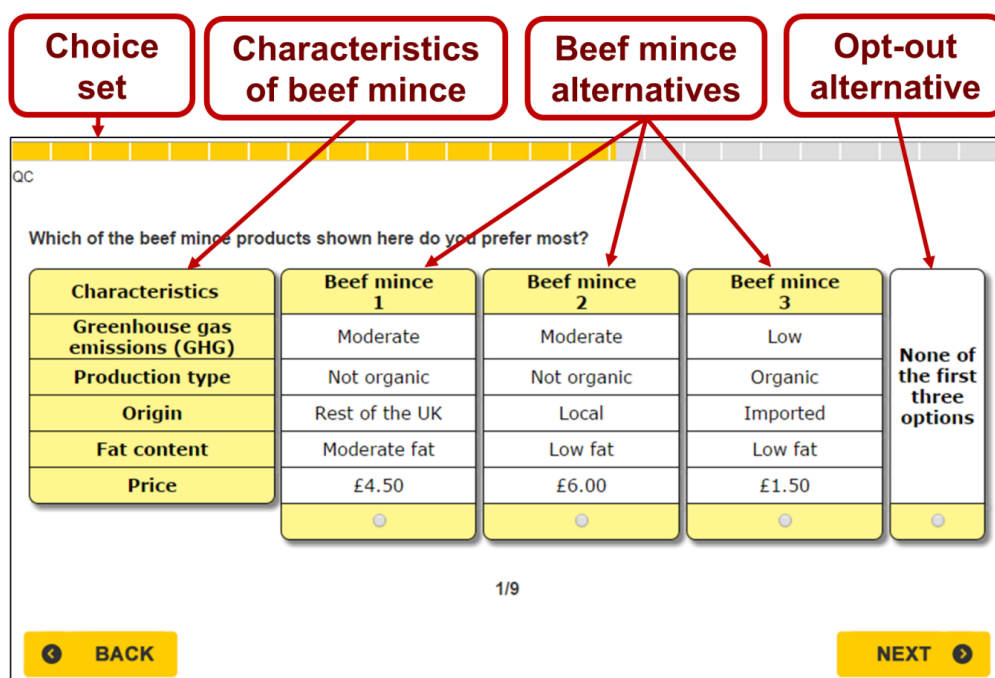 Choice
set
Characteristics
of beef mince
Beef mince
alternatives
Opt-out
alternative
QC
Which of the beef mince products shown here do you prefer most?
Characteristics
Beef mince
1
Beef mince
2
Beef mince
3
None of
the first
three
options
Greenhouse gas
emissions (GHG)
Moderate
Moderate
Low
Production type
Not organic
Not organic
Organic
Origin
Rest of the UK
Local
Imported
Fat content
Moderate fat
Low fat
Low fat
Price
£4.50
£6.00
£1.50
1/9
BACK
NEXT